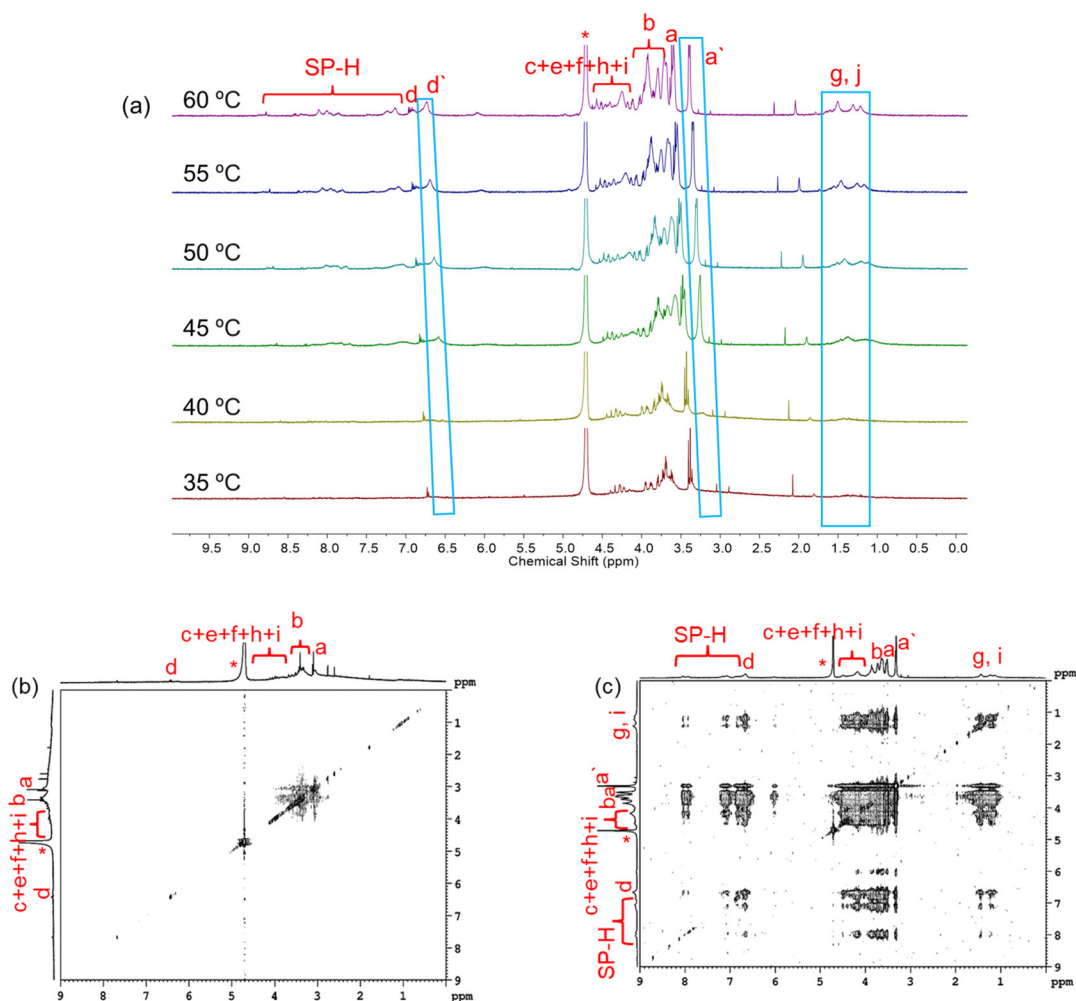 (a)
* b a a`
SP-H d d` c+e+f+h+i g, j
60 ºC
55 ºC
50 ºC
45 ºC
40 ºC
35 ºC
9.5 9.0 8.5 8.0 7.5 7.0 6.5 6.0 5.5 5.0 4.5 4.0 3.5 3.0 2.5 2.0 1.5 1.0 0.5 0.0
Chemical Shift (ppm)
(b)
c+e+f+h+i b
d * a
ppm
1
2
3
4
5
6
7
8
9
c+e+f+h+i b a
d *
9 7 5 3 1 ppm
(c)
SP-H d c+e+f+h+i a`
* b a g, i
ppm
1
2
3
4
5
6
7
8
9
g, i
c+e+f+h+i b a a`
*
SP-H d
9 8 7 6 5 4 3 2 1 ppm